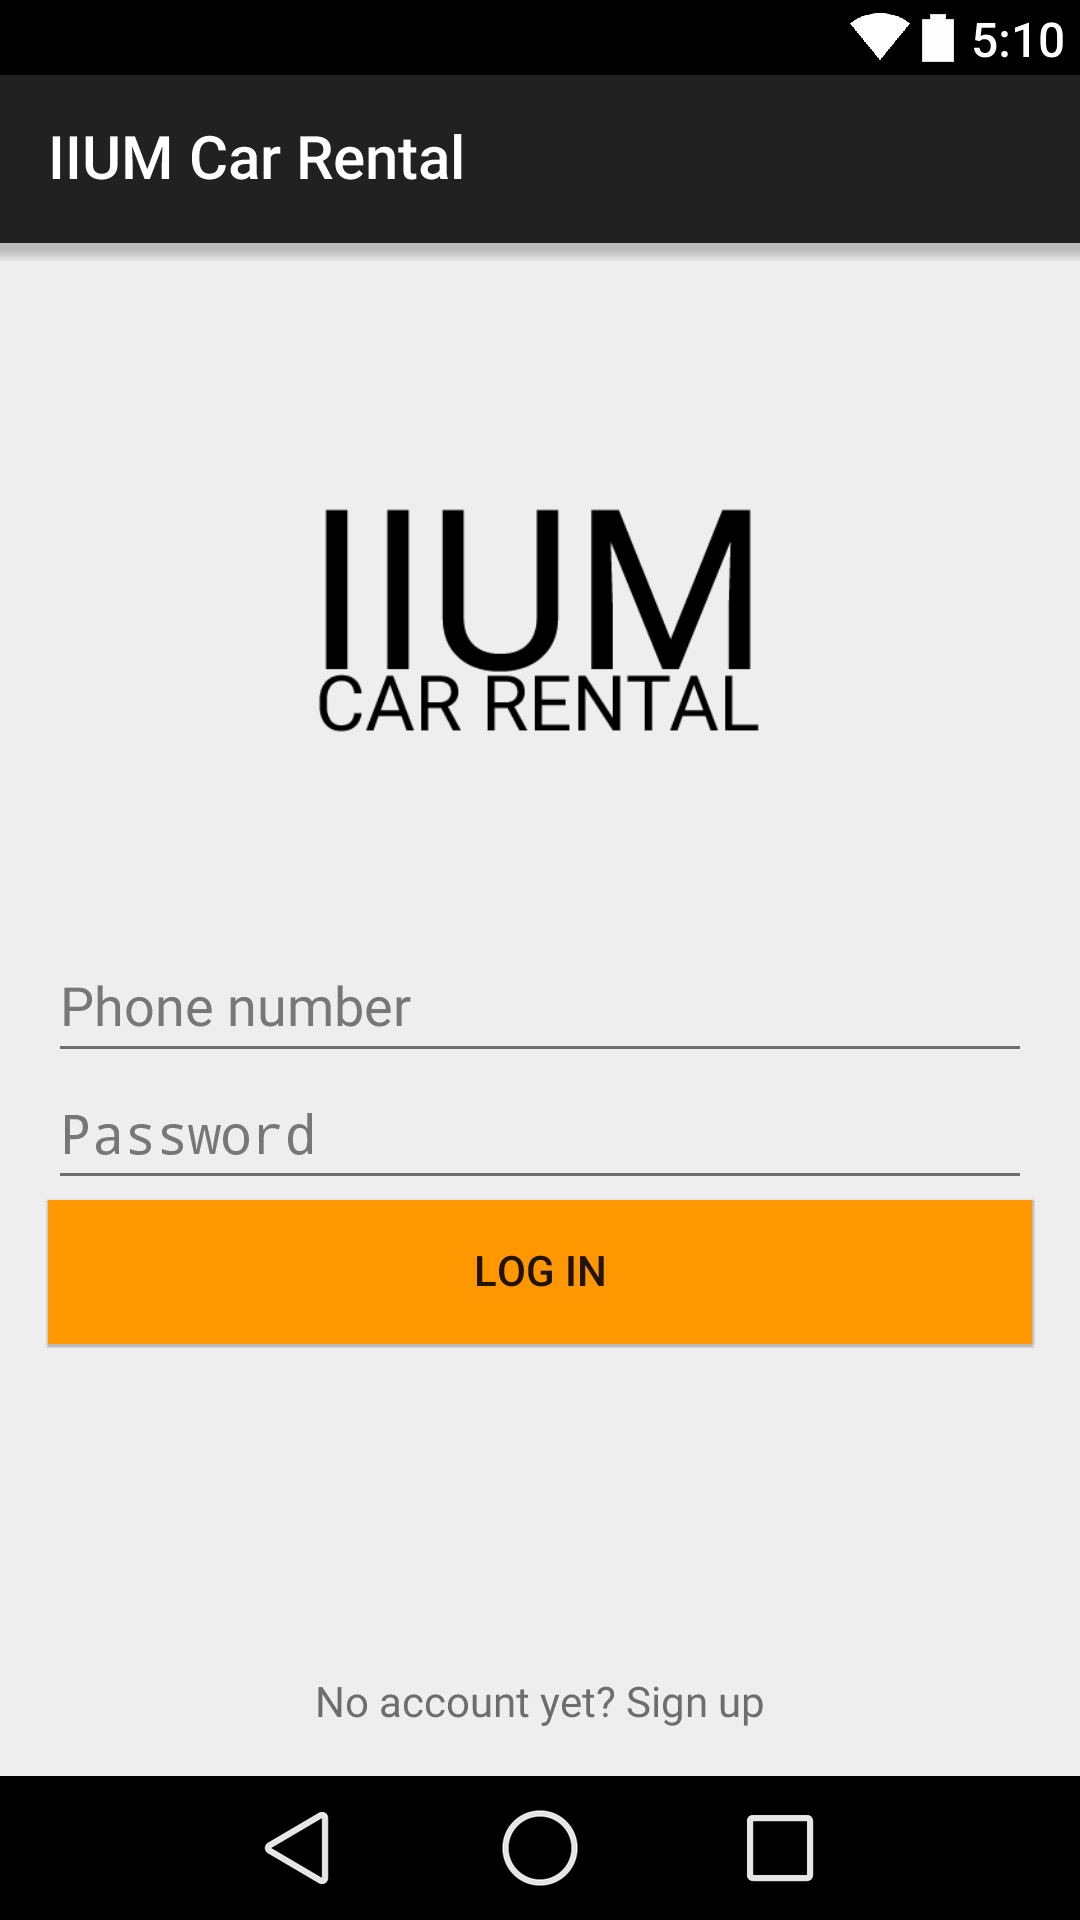 5:10
IIUM Car Rental
IIUM
CAR RENTAL
Phone number
Password
LOG IN
No account yet? Sign up